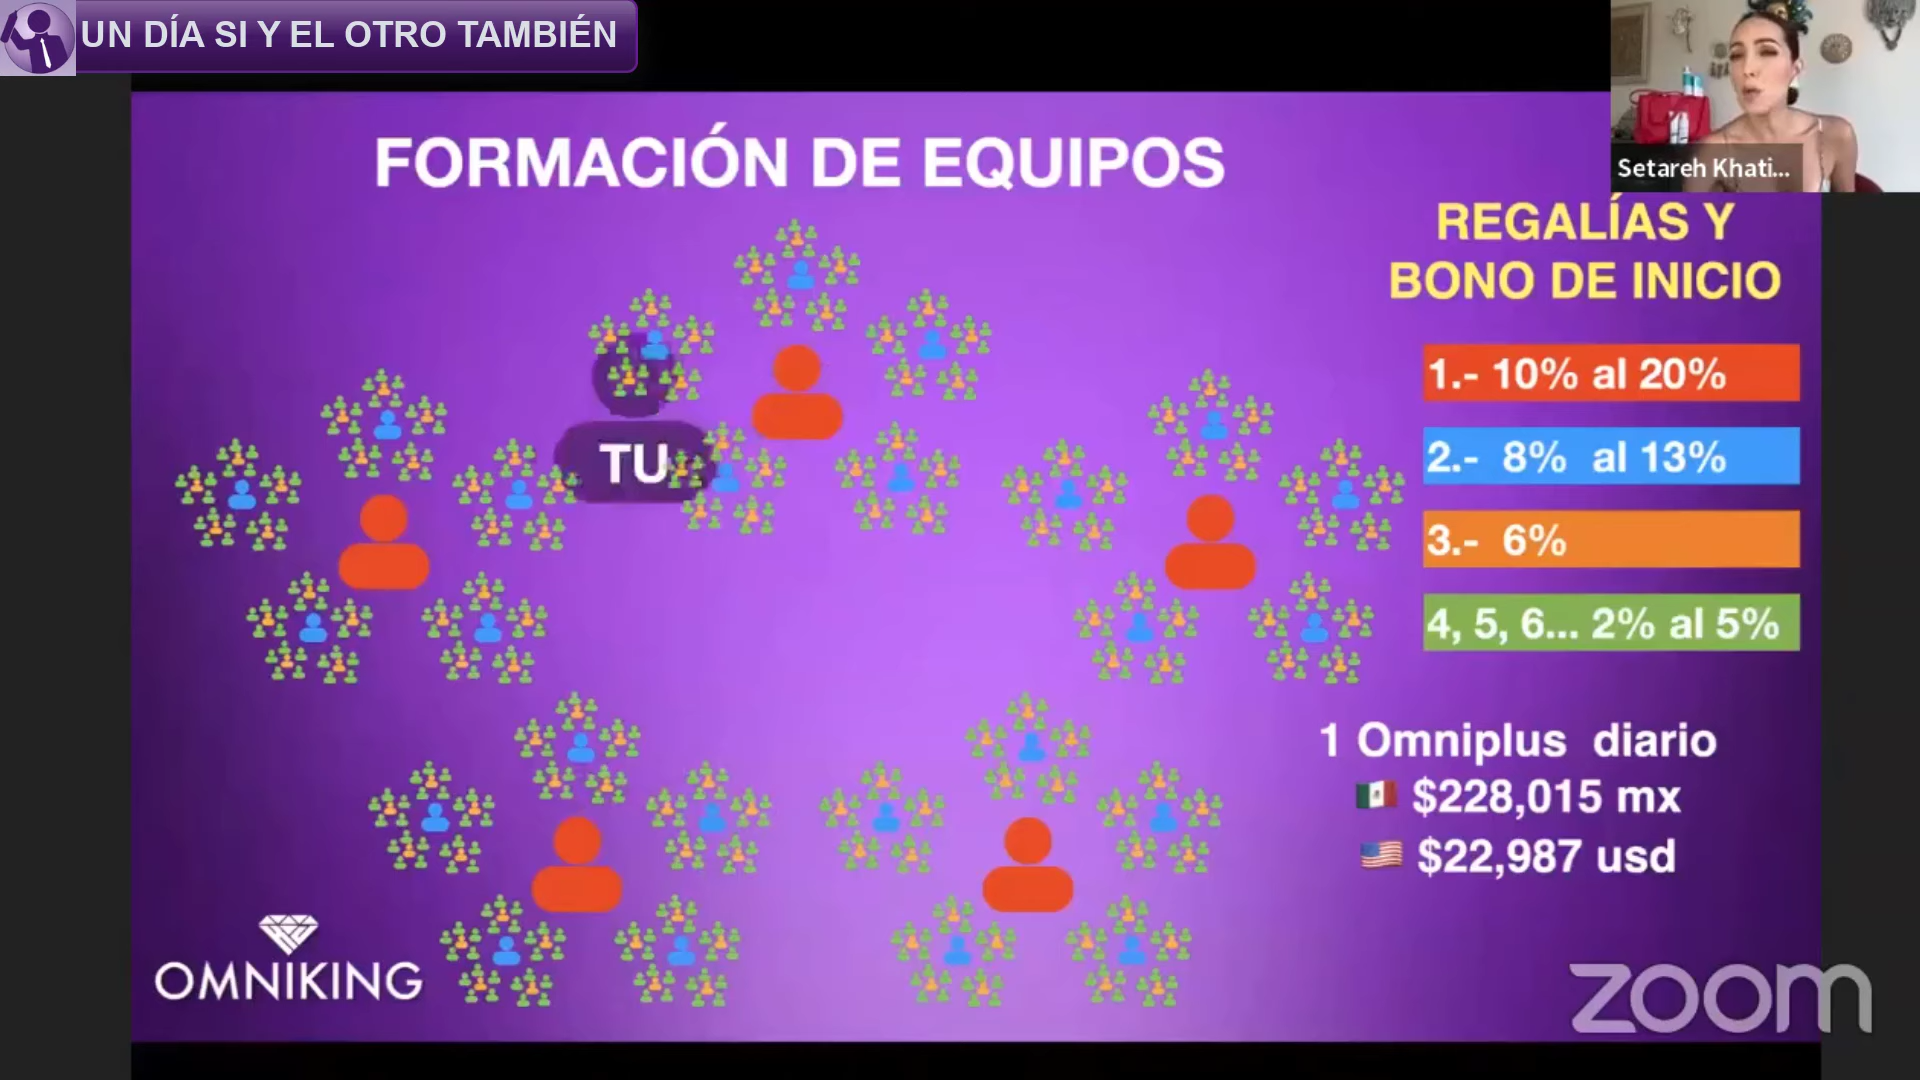 UN DÍA SI Y EL OTRO TAMBIÉN
Setareh Khati...
FORMACIÓN DE EQUIPOS
REGALÍAS Y
BONO DE INICIO
1.- 10% al 20%
2.- 8% al 13%
3.- 6%
4, 5, 6... 2% al 5%
TU
1 Omniplus diario
$228,015 mx
$22,987 usd
OMNIKING
zoom